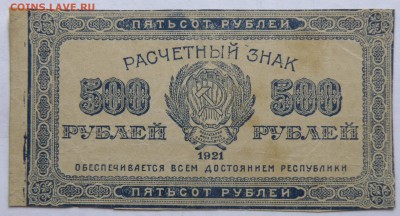 COINS.LAVE.RU
ПЯТЬСОТ РУБЛЕЙ
РАСЧЕТНЫЙ ЗНАК
500 500
РУБЛЕЙ РУБЛЕЙ
1921
ОБЕСПЕЧИВАЕТСЯ ВСЕМ ДОСТОЯНИЕМ РЕСПУБЛИКИ
ПЯТЬСОТ РУБЛЕЙ